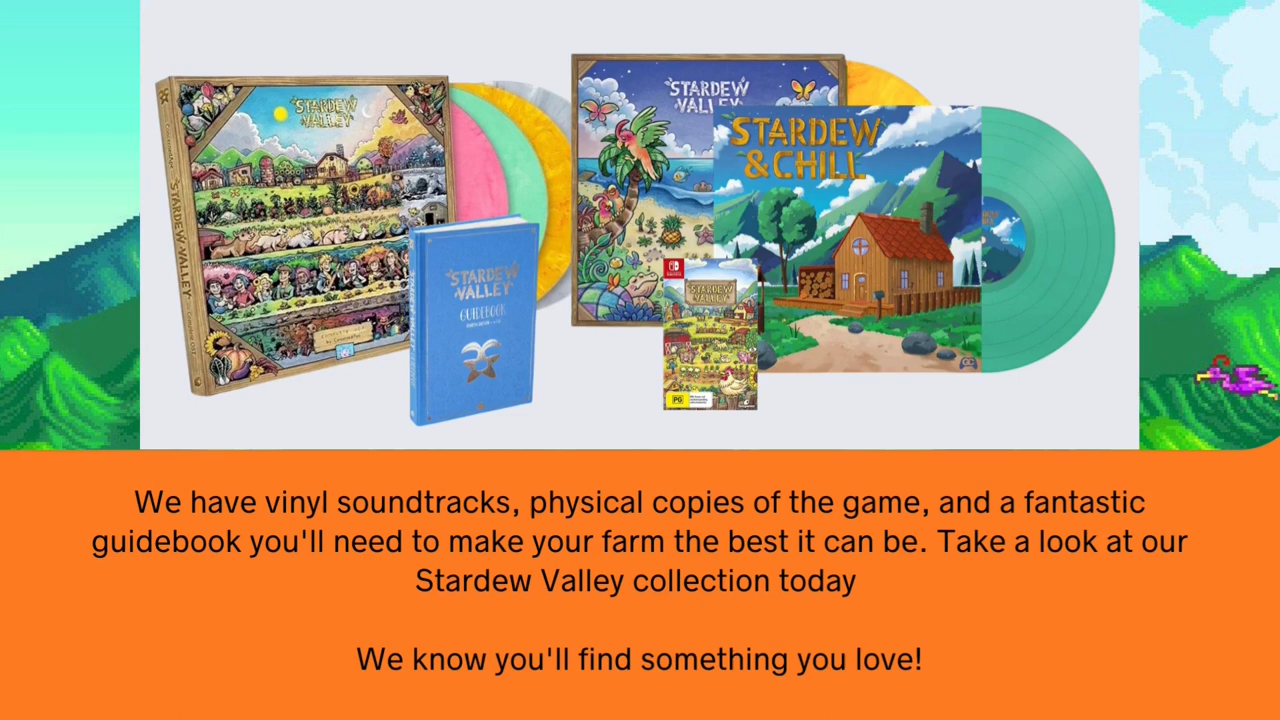 STARDEW
VALLEY
STARDEW VALLEY
STARDEW
VALLEY
GUIDEBOOK
STARDEW
VALLEY
STARDEW
& CHILL
STARDEW
VALLEY
PG
We have vinyl soundtracks, physical copies of the game, and a fantastic
guidebook you'll need to make your farm the best it can be. Take a look at our
Stardew Valley collection today
We know you'll find something you love!